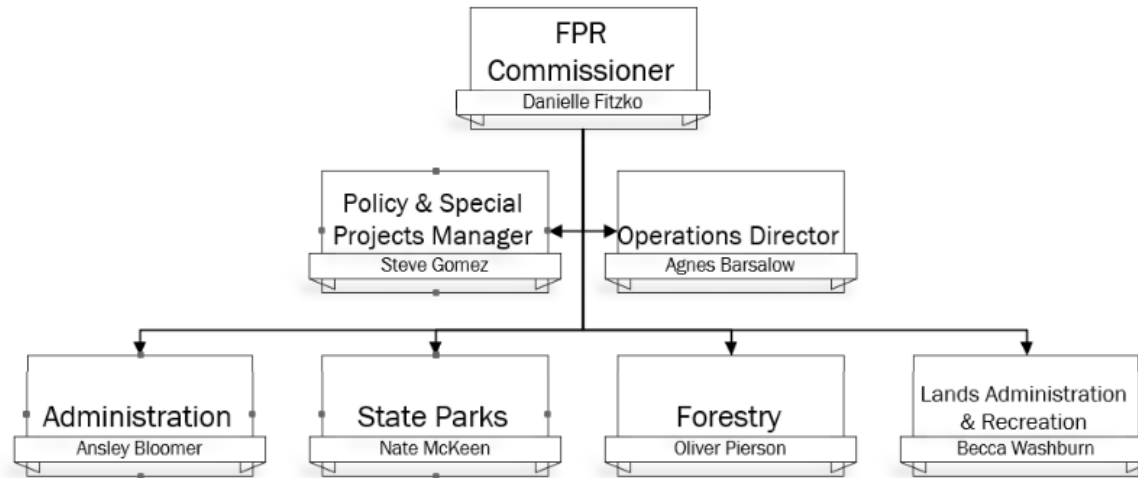 FPR
Commissioner
Danielle Fitzko
Policy & Special
Projects Manager
Steve Gomez
Operations Director
Agnes Barsalow
Administration
Ansley Bloomer
State Parks
Nate McKeen
Forestry
Oliver Pierson
Lands Administration
& Recreation
Becca Washburn